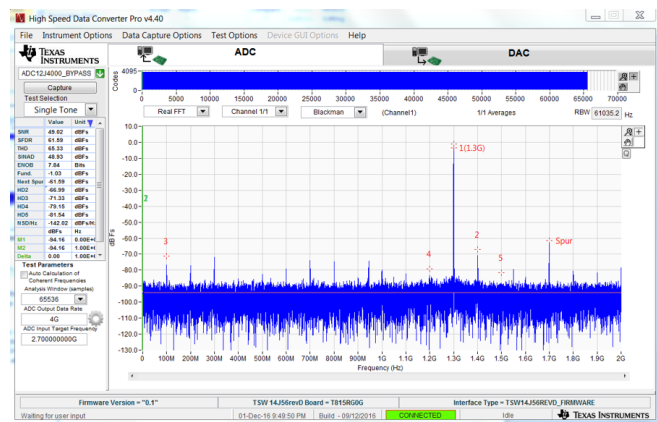 High Speed Data Converter Pro v4.40
File Instrument Options Data Capture Options Test Options Device GUI Options Help
TEXAS INSTRUMENTS
ADC
DAC
ADC12J4000_BYPASS
Capture
Test Selection
Single Tone
Value Unit
SNR 49.02 dBFs
SFDR 61.59 dBFs
THD 65.33 dBFs
SINAD 48.93 dBFs
ENOB 7.84 Bits
Fund. -1.03 dBFs
Next Spur -61.59 dBFs
HD2 -66.99 dBFs
HD3 -71.33 dBFs
HD4 -79.15 dBFs
HD5 -81.54 dBFs
NSD/Hz -142.02 dBFs/H:
dBFs Hz
M1 -94.16 0.00E+(
M2 -94.16 1.00E+(
Delta 0.00 1.00E+(
Test Parameters
Auto Calculation of
Coherent Frequencies
Analysis Window (samples)
65536
ADC Output Data Rate
4G
ADC Input Target Frequency
2.700000000G
Codes
4095
0
0 5000 10000 15000 20000 25000 30000 35000 40000 45000 50000 55000 60000 65000 70000
Real FFT Channel 1/1 Blackman (Channel1) 1/1 Averages RBW 61035.2 Hz
dBFs
10.0
0.0
-10.0
-20.0
-30.0
-40.0
-50.0
-60.0
-70.0
-80.0
-90.0
-100.0
-110.0
-120.0
-130.0
1(1.3G)
2
2
3
4
5
Spur
0 100M 200M 300M 400M 500M 600M 700M 800M 900M 1G 1.1G 1.2G 1.3G 1.4G 1.5G 1.6G 1.7G 1.8G 1.9G 2G
Frequency (Hz)
Firmware Version = "0.1" TSW14J56revD Board = T815RG0G Interface Type = TSW14J56REVD_FIRMWARE
Waiting for user input 01-Dec-16 9:49:50 PM Build - 09/12/2016 CONNECTED Idle TEXAS INSTRUMENTS